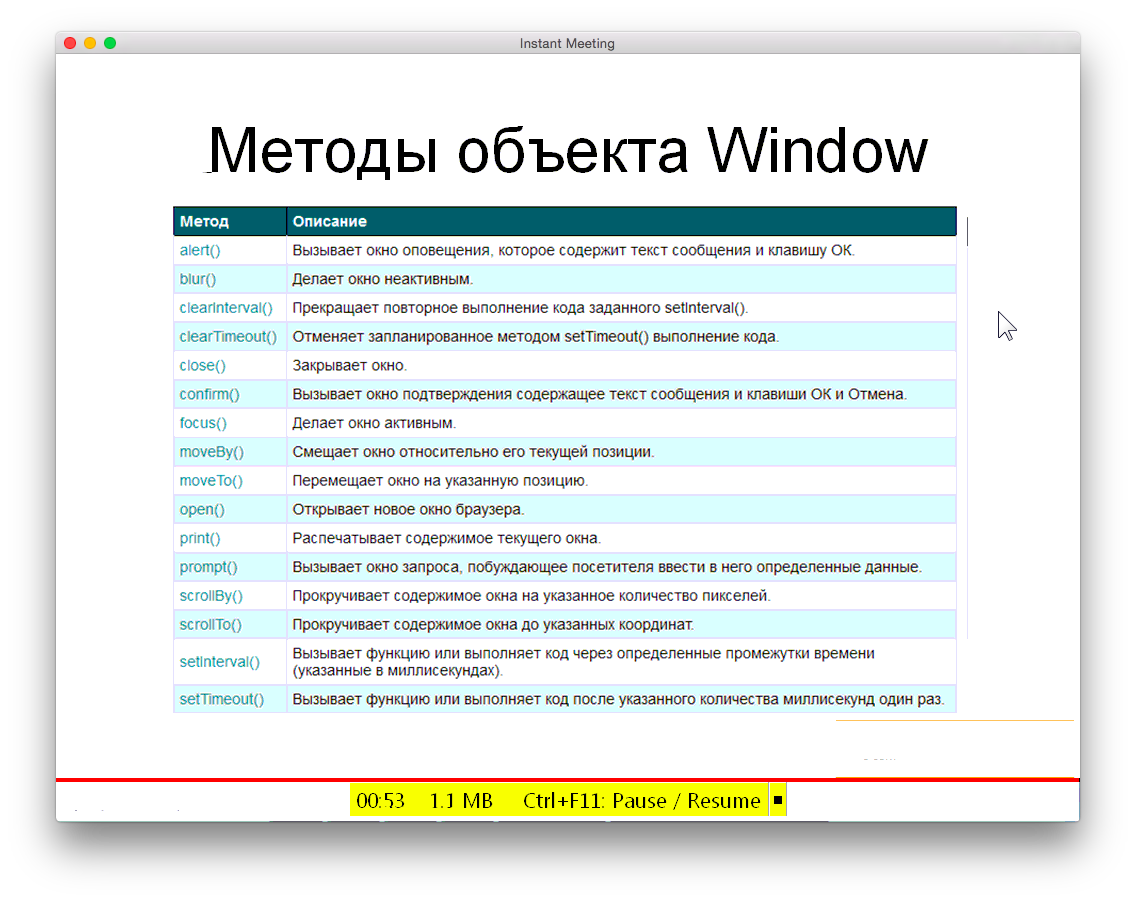 Instant Meeting
Методы объекта Window
Метод Описание
alert() Вызывает окно оповещения, которое содержит текст сообщения и клавишу ОК.
blur() Делает окно неактивным.
clearInterval() Прекращает повторное выполнение кода заданного setInterval().
clearTimeout() Отменяет запланированное методом setTimeout() выполнение кода.
close() Закрывает окно.
confirm() Вызывает окно подтверждения содержащее текст сообщения и клавиши ОК и Отмена.
focus() Делает окно активным.
moveBy() Смещает окно относительно его текущей позиции.
moveTo() Перемещает окно на указанную позицию.
open() Открывает новое окно браузера.
print() Распечатывает содержимое текущего окна.
prompt() Вызывает окно запроса, побуждающее посетителя ввести в него определенные данные.
scrollBy() Прокручивает содержимое окна на указанное количество пикселей.
scrollTo() Прокручивает содержимое окна до указанных координат.
setInterval() Вызывает функцию или выполняет код через определенные промежутки времени
(указанные в миллисекундах).
setTimeout() Вызывает функцию или выполняет код после указанного количества миллисекунд один раз.
00:53 1.1 MB Ctrl+F11: Pause / Resume